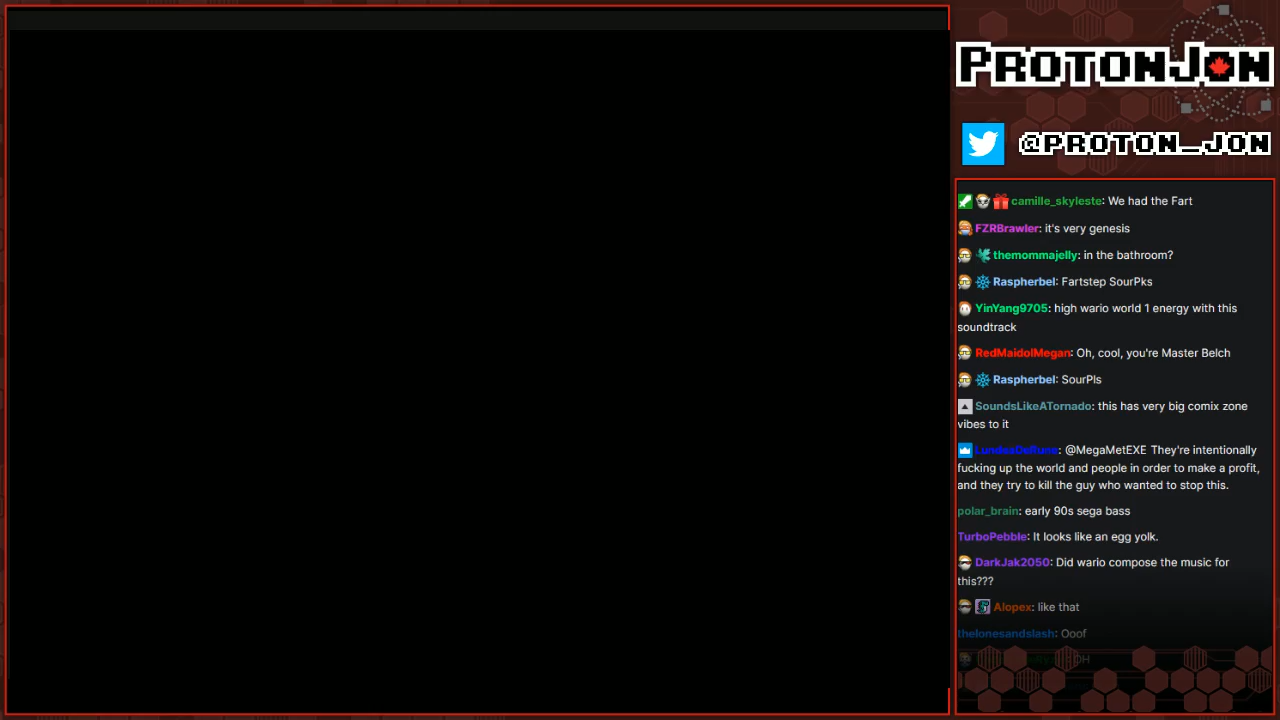 PROTONJON
@PROTON_JON
camille_skyleste: We had the Fart
FZRBrawler: it's very genesis
themommajelly: in the bathroom?
Raspherbel: Fartstep SourPks
YinYang9705: high wario world 1 energy with this
soundtrack
RedMaidolMegan: Oh, cool, you're Master Belch
Raspherbel: SourPls
SoundsLikeATornado: this has very big comix zone
vibes to it
: @MegaMetEXE They're intentionally
fucking up the world and people in order to make a profit,
and they try to kill the guy who wanted to stop this.
polar_brain: early 90s sega bass
TurboPebble: It looks like an egg yolk.
DarkJak2050: Did wario compose the music for
this???
Alopex: like that
thelonesandslash: Ooof